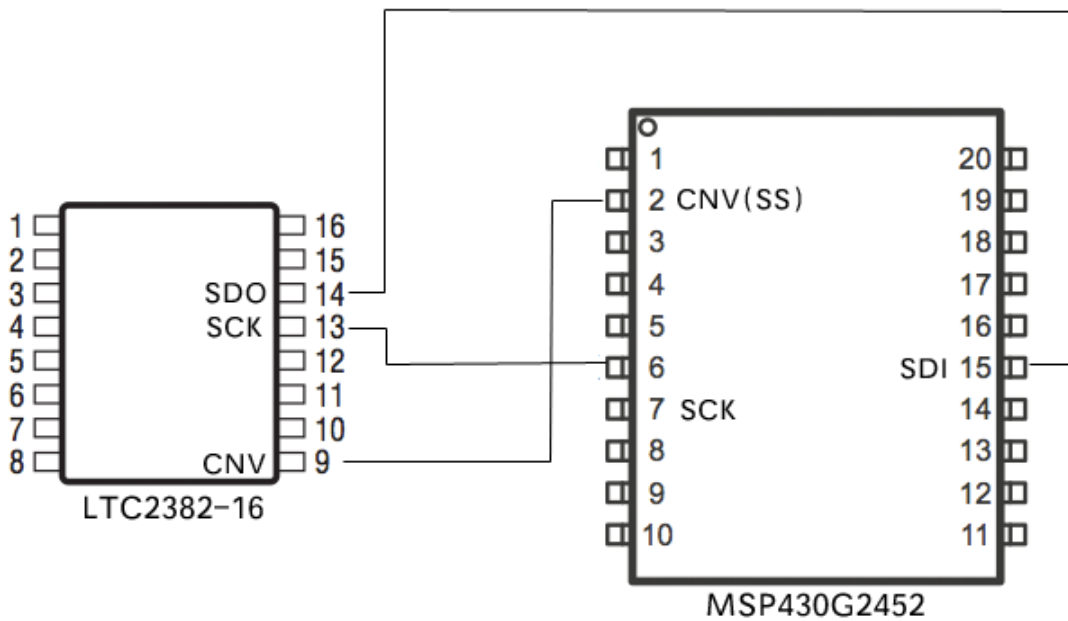 1 16
2 15
3 SDO 14
4 SCK 13
5 12
6 11
7 10
8 CNV 9
LTC2382-16
1 20
2 CNV(SS) 19
3 18
4 17
5 16
6 SDI 15
7 SCK 14
8 13
9 12
10 11
MSP430G2452